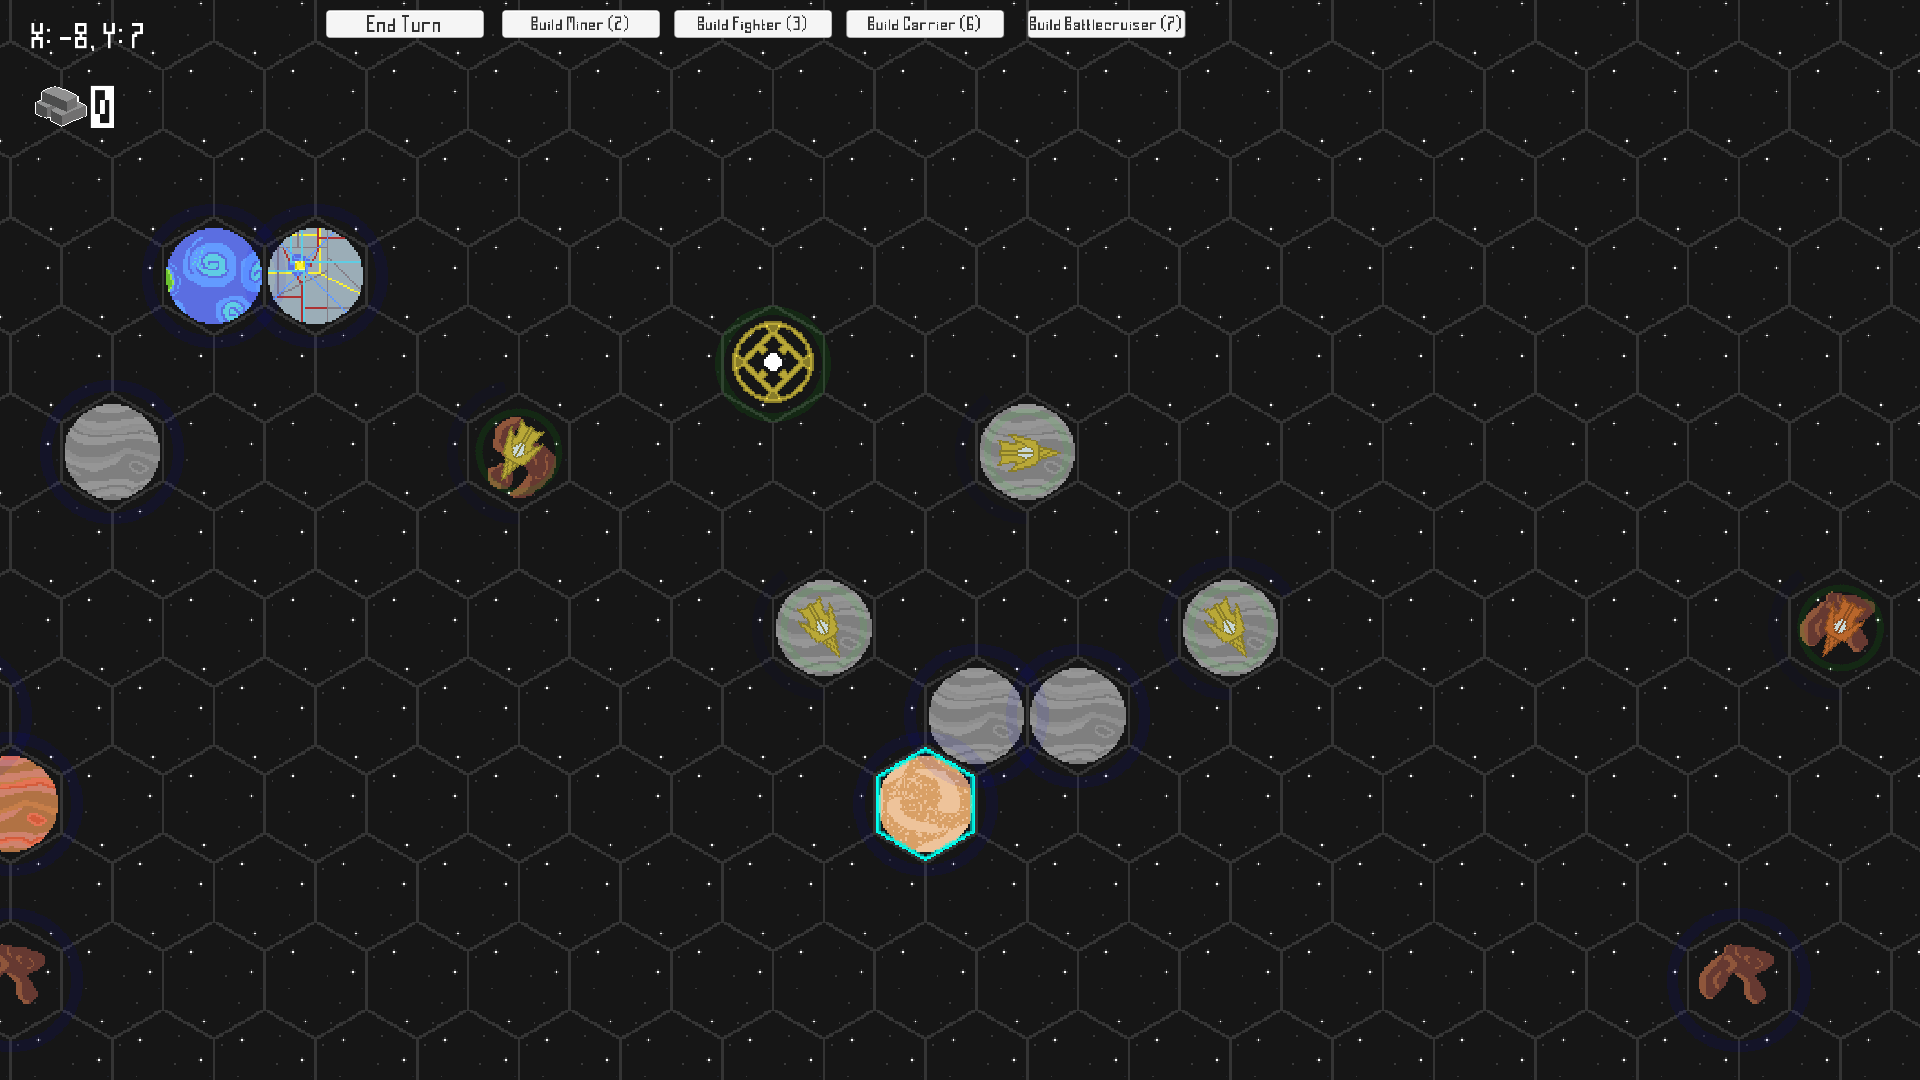 X: -8, Y: 7
End Turn
Build Miner (2)
Build Fighter (3)
Build Carrier (6)
Build Battlecruiser (7)
0